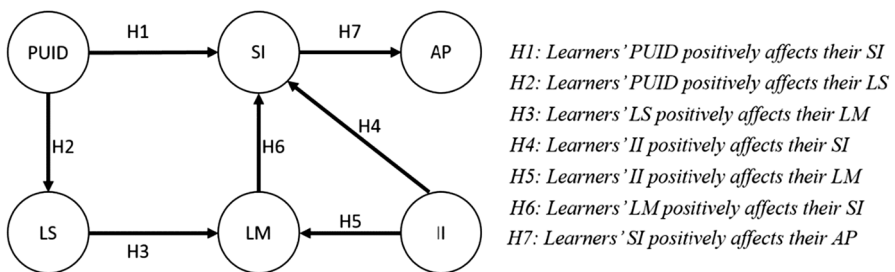 PUID
H1
SI
H7
AP
H2
H6
H4
LS
H3
LM
H5
II
H1: Learners' PUID positively affects their SI
H2: Learners' PUID positively affects their LS
H3: Learners' LS positively affects their LM
H4: Learners' II positively affects their SI
H5: Learners' II positively affects their LM
H6: Learners' LM positively affects their SI
H7: Learners' SI positively affects their AP